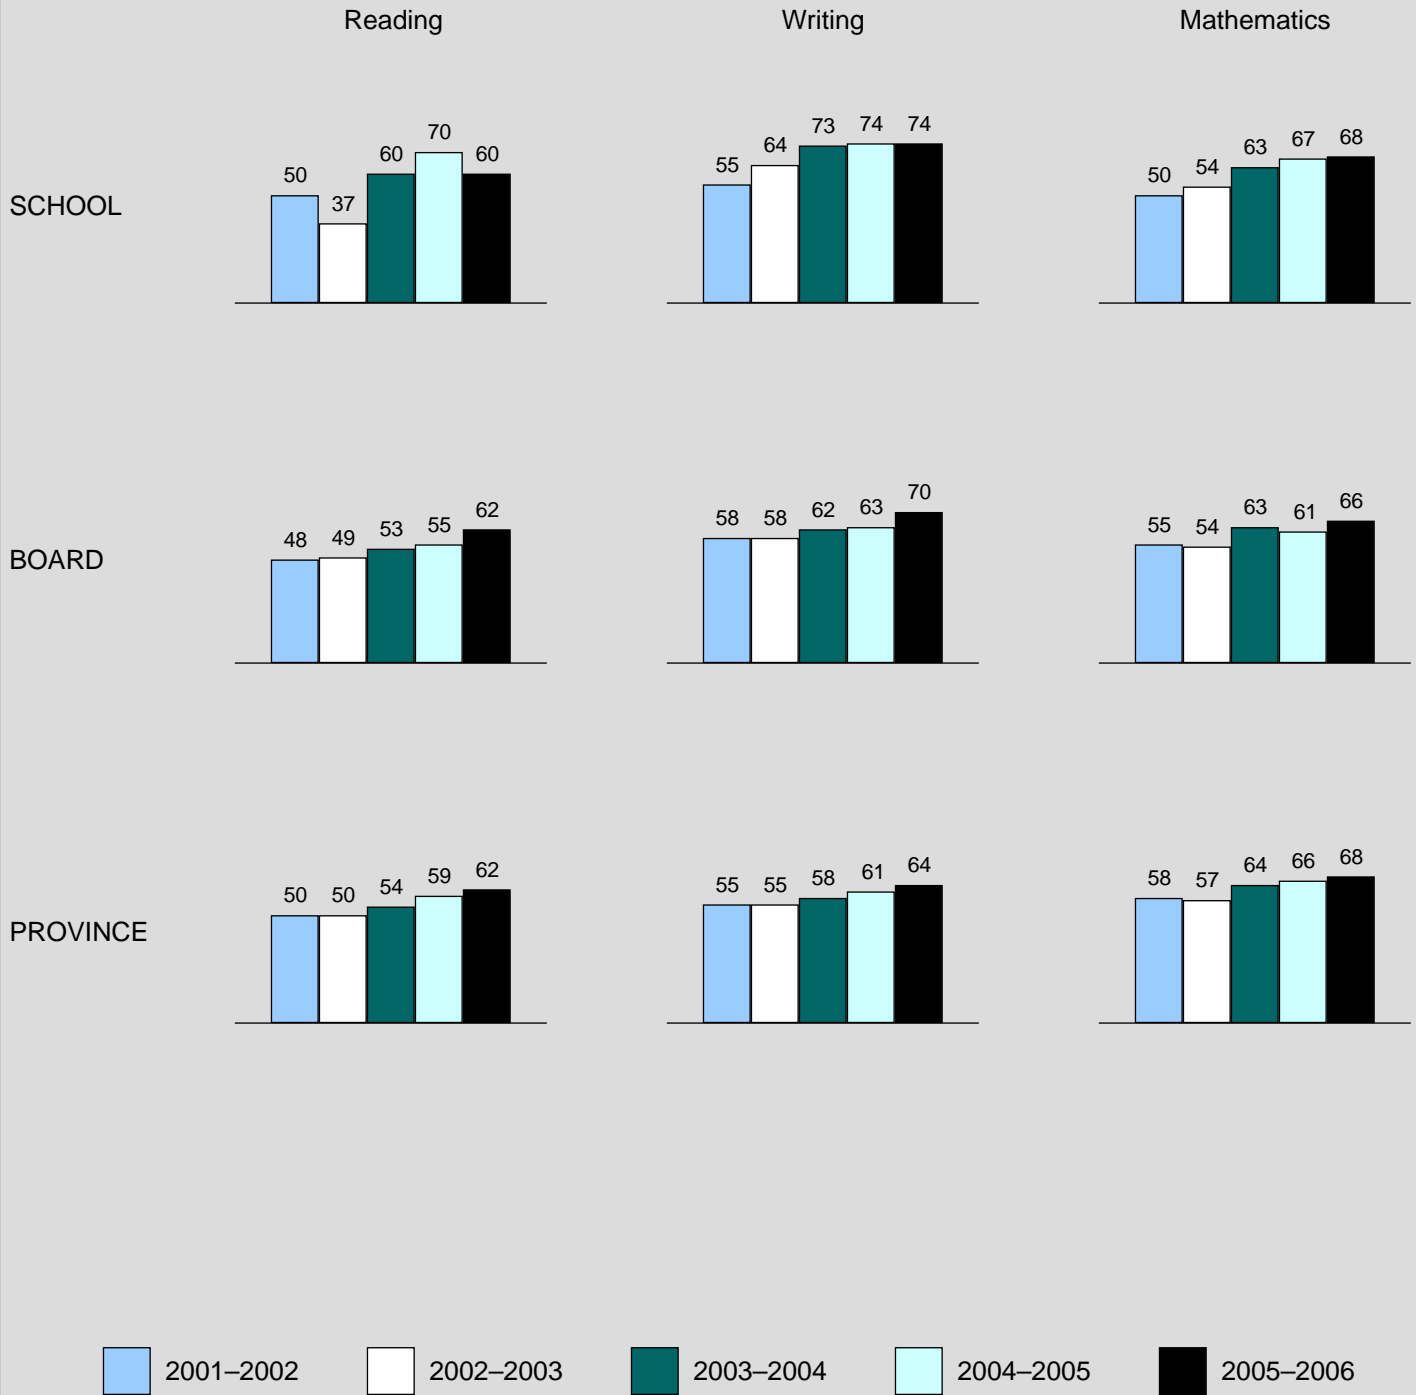 Reading Writing Mathematics
SCHOOL
50 37 60 70 60
55 64 73 74 74
50 54 63 67 68
BOARD
48 49 53 55 62
58 58 62 63 70
55 54 63 61 66
PROVINCE
50 50 54 59 62
55 55 58 61 64
58 57 64 66 68
2001–2002 2002–2003 2003–2004 2004–2005 2005–2006